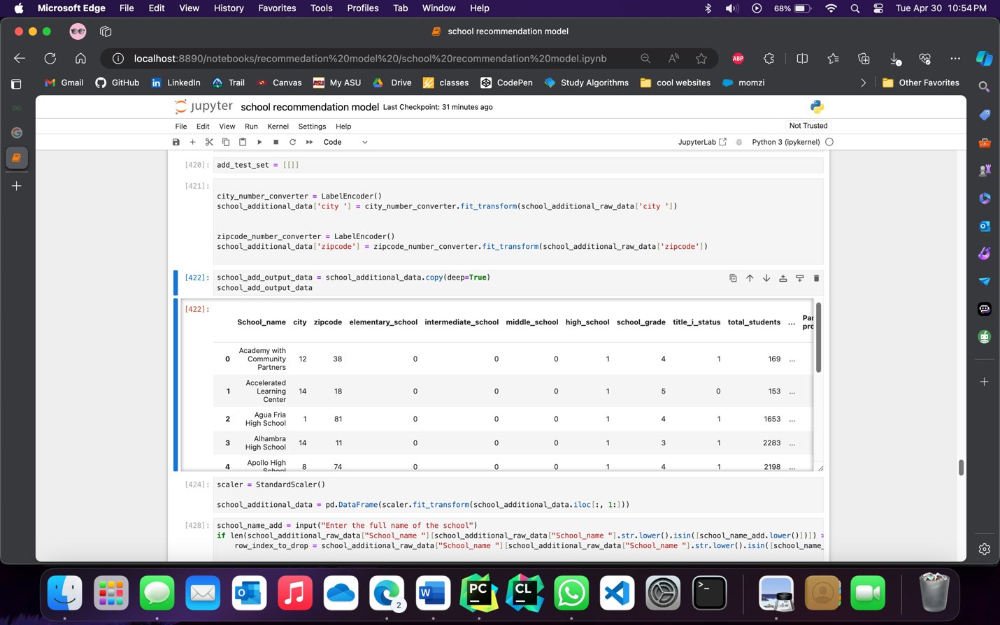 Microsoft Edge File Edit View History Favorites Tools Profiles Tab Window Help 68% Tue Apr 30 10:54 PM
school recommendation model
localhost:8890/notebooks/recommedation%20model%20/school%20recommendation%20model.ipynb ABP
Gmail GitHub LinkedIn Trail Canvas My ASU Drive classes CodePen Study Algorithms cool websites momzi Other Favorites
jupyter school recommendation model Last Checkpoint: 31 minutes ago
File Edit View Run Kernel Settings Help Not Trusted
Code JupyterLab Python 3 (ipykernel)
[420]: add_test_set = [[]]
[421]:
city_number_converter = LabelEncoder()
school_additional_data['city '] = city_number_converter.fit_transform(school_additional_raw_data['city '])
zipcode_number_converter = LabelEncoder()
school_additional_data['zipcode'] = zipcode_number_converter.fit_transform(school_additional_raw_data['zipcode'])
[422]: school_add_output_data = school_additional_data.copy(deep=True)
school_add_output_data
[422]:
School_name city zipcode elementary_school intermediate_school middle_school high_school school_grade title_i_status total_students ...
0 Academy with Community Partners 12 38 0 0 0 1 4 1 169 ...
1 Accelerated Learning Center 14 18 0 0 0 1 5 0 153 ...
2 Agua Fria High School 1 81 0 0 0 1 4 1 1653 ...
3 Alhambra High School 14 11 0 0 0 1 3 1 2283 ...
4 Apollo High School 8 74 0 0 0 1 4 1 2198 ...
[424]: scaler = StandardScaler()
school_additional_data = pd.DataFrame(scaler.fit_transform(school_additional_data.iloc[:, 1:]))
[428]: school_name_add = input("Enter the full name of the school")
if len(school_additional_raw_data["School_name "][school_additional_raw_data["School_name "].str.lower().isin([school_name_add.lower()])]) >
row_index_to_drop = school_additional_raw_data["School_name "][school_additional_raw_data["School_name "].str.lower().isin([school_name_
2 PC CL